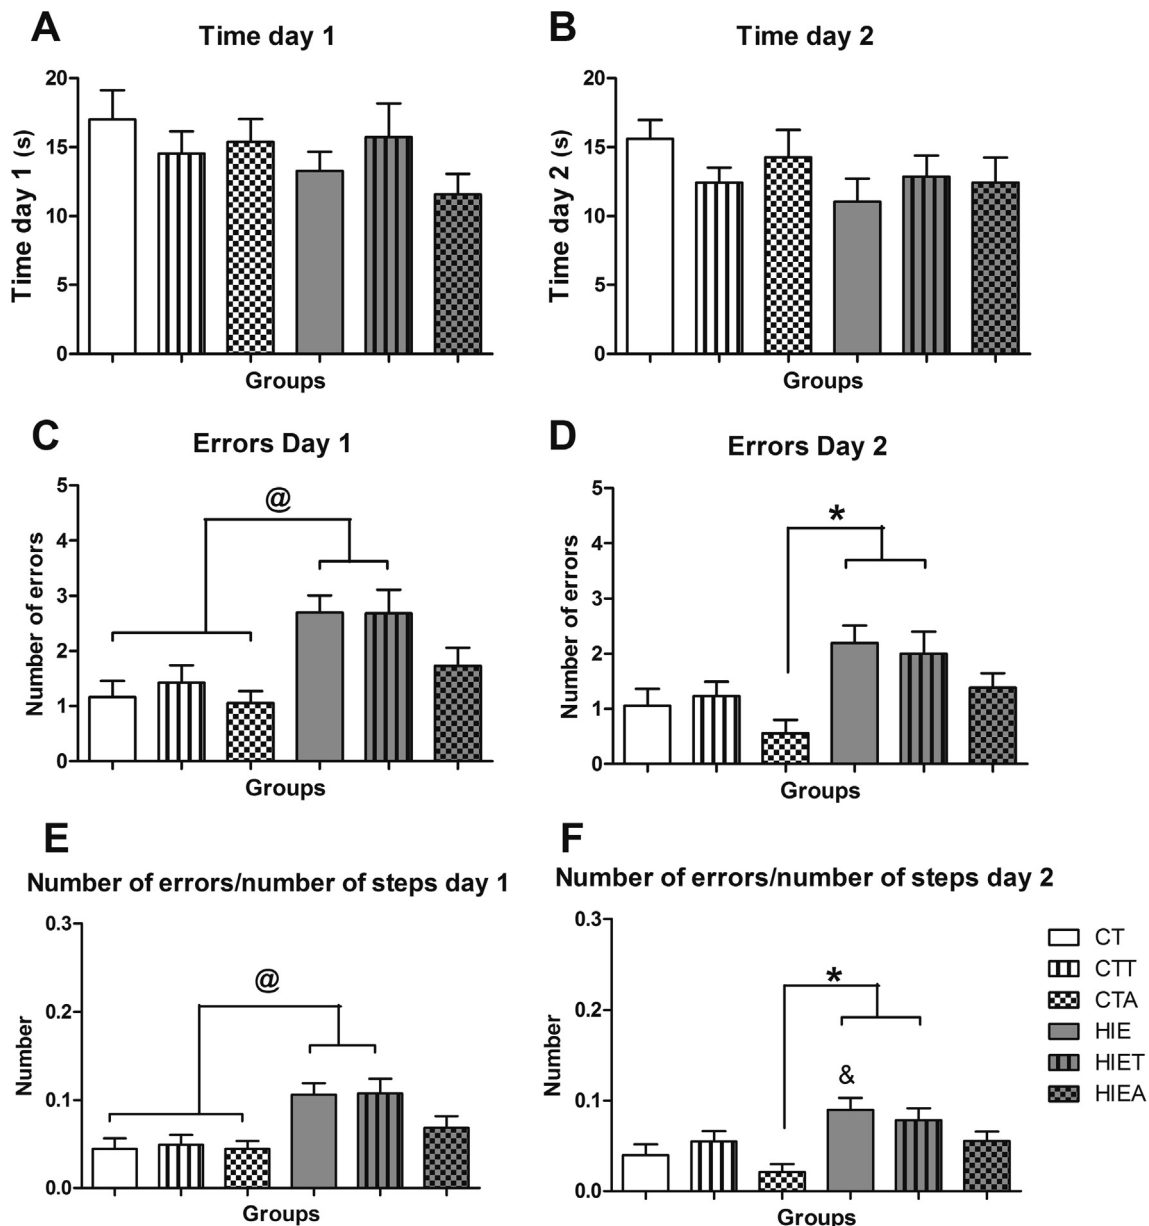 A
Time day 1
Time day 1 (s)
20
15
10
5
0
Groups
B
Time day 2
Time day 2 (s)
20
15
10
5
0
Groups
C
Errors Day 1
Number of errors
5
4
3
2
1
0
@
Groups
D
Errors Day 2
Number of errors
5
4
3
2
1
0
*
Groups
E
Number of errors/number of steps day 1
Number
0.3
0.2
0.1
0.0
@
Groups
F
Number of errors/number of steps day 2
Number
0.3
0.2
0.1
0.0
*
&
Groups
CT
CTT
CTA
HIE
HIET
HIEA